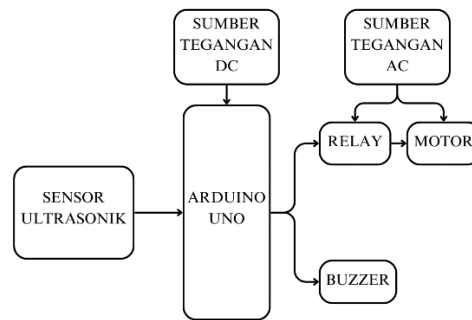 SUMBER
TEGANGAN
DC
SUMBER
TEGANGAN
AC
RELAY
MOTOR
SENSOR
ULTRASONIK
ARDUINO
UNO
BUZZER